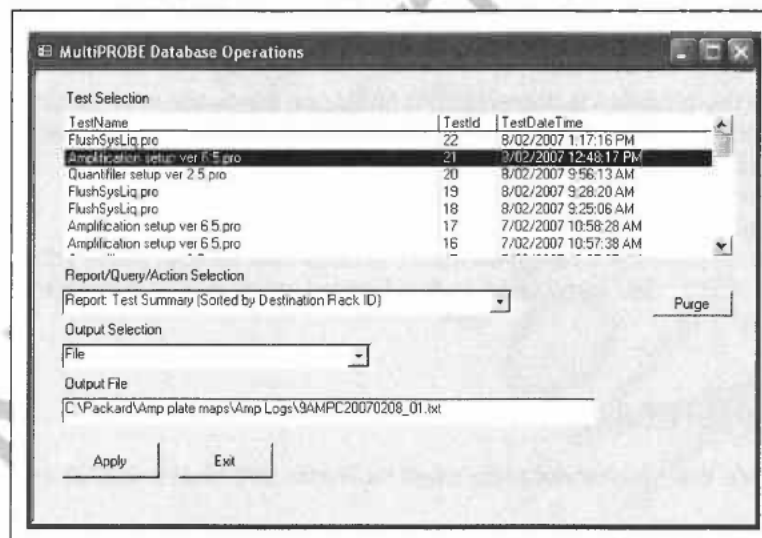 MultiPROBE Database Operations
Test Selection
TestName TestId TestDateTime
FlushSysLiq.pro 22 8/02/2007 1:17:16 PM
Amplification setup ver 6.5.pro 21 8/02/2007 12:48:17 PM
Quantifiler setup ver 2.5.pro 20 8/02/2007 9:56:13 AM
FlushSysLiq.pro 19 8/02/2007 9:28:20 AM
FlushSysLiq.pro 18 8/02/2007 9:25:06 AM
Amplification setup ver 6.5.pro 17 7/02/2007 10:58:28 AM
Amplification setup ver 6.5.pro 16 7/02/2007 10:57:38 AM
Report/Query/Action Selection
Report: Test Summary (Sorted by Destination Rack ID)
Purge
Output Selection
File
Output File
C:\Packard\Amp plate maps\Amp Logs\9AMPC20070208_01.txt
Apply Exit